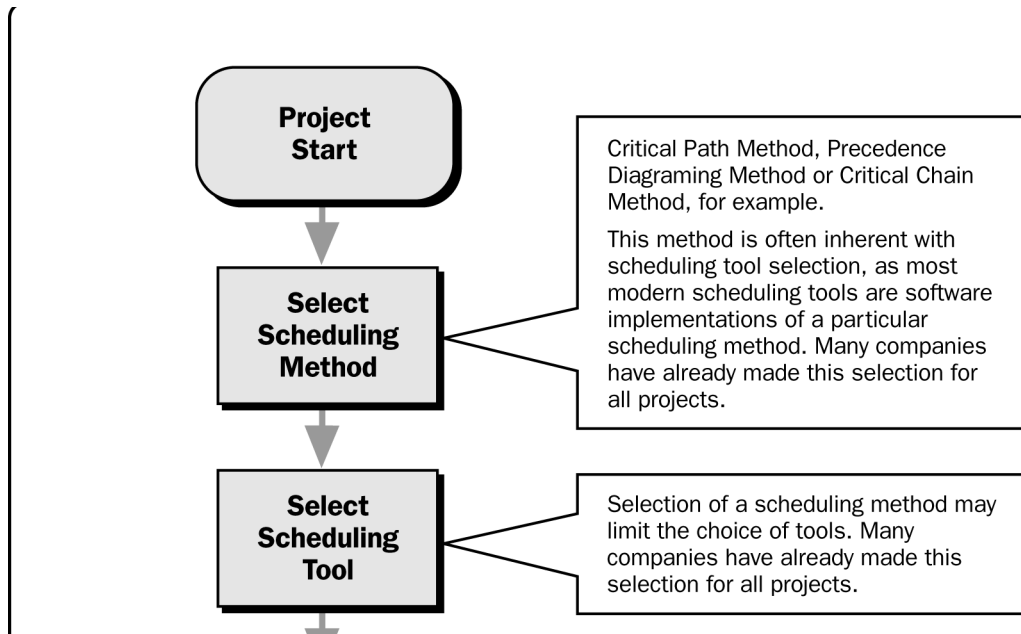 Project
Start
Critical Path Method, Precedence
Diagraming Method or Critical Chain
Method, for example.
This method is often inherent with
scheduling tool selection, as most
modern scheduling tools are software
implementations of a particular
scheduling method. Many companies
have already made this selection for
all projects.
Select
Scheduling
Method
Select
Scheduling
Tool
Selection of a scheduling method may
limit the choice of tools. Many
companies have already made this
selection for all projects.